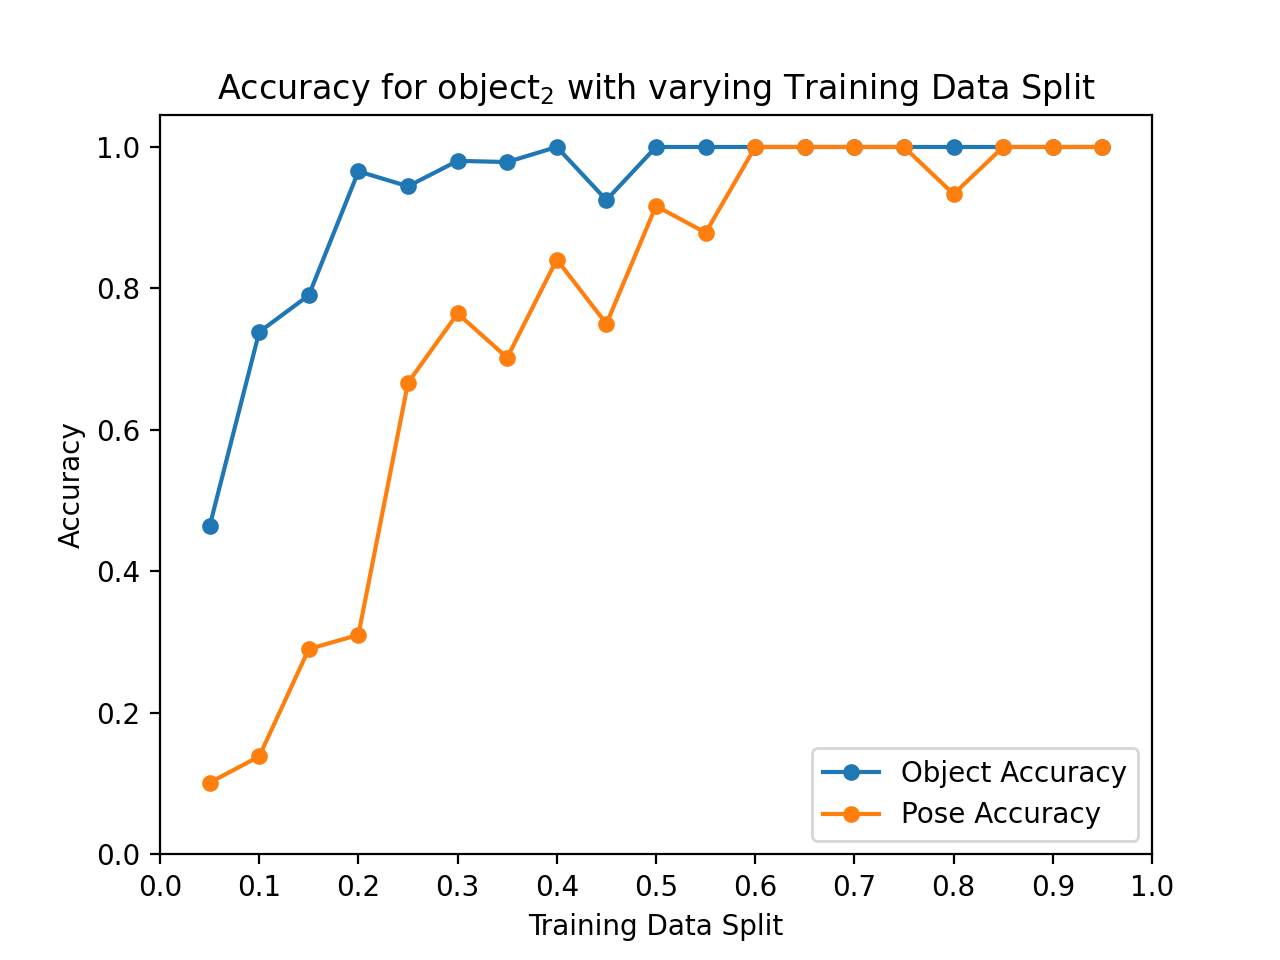 Accuracy for object₂ with varying Training Data Split
1.0
0.8
0.6
0.4
0.2
0.0
Accuracy
Object Accuracy
Pose Accuracy
0.0 0.1 0.2 0.3 0.4 0.5 0.6 0.7 0.8 0.9 1.0
Training Data Split